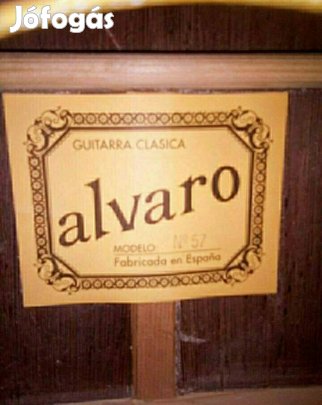 Jófogás
GUITARRA CLASICA
alvaro
MODELO: Nº 57
Fabricada en España